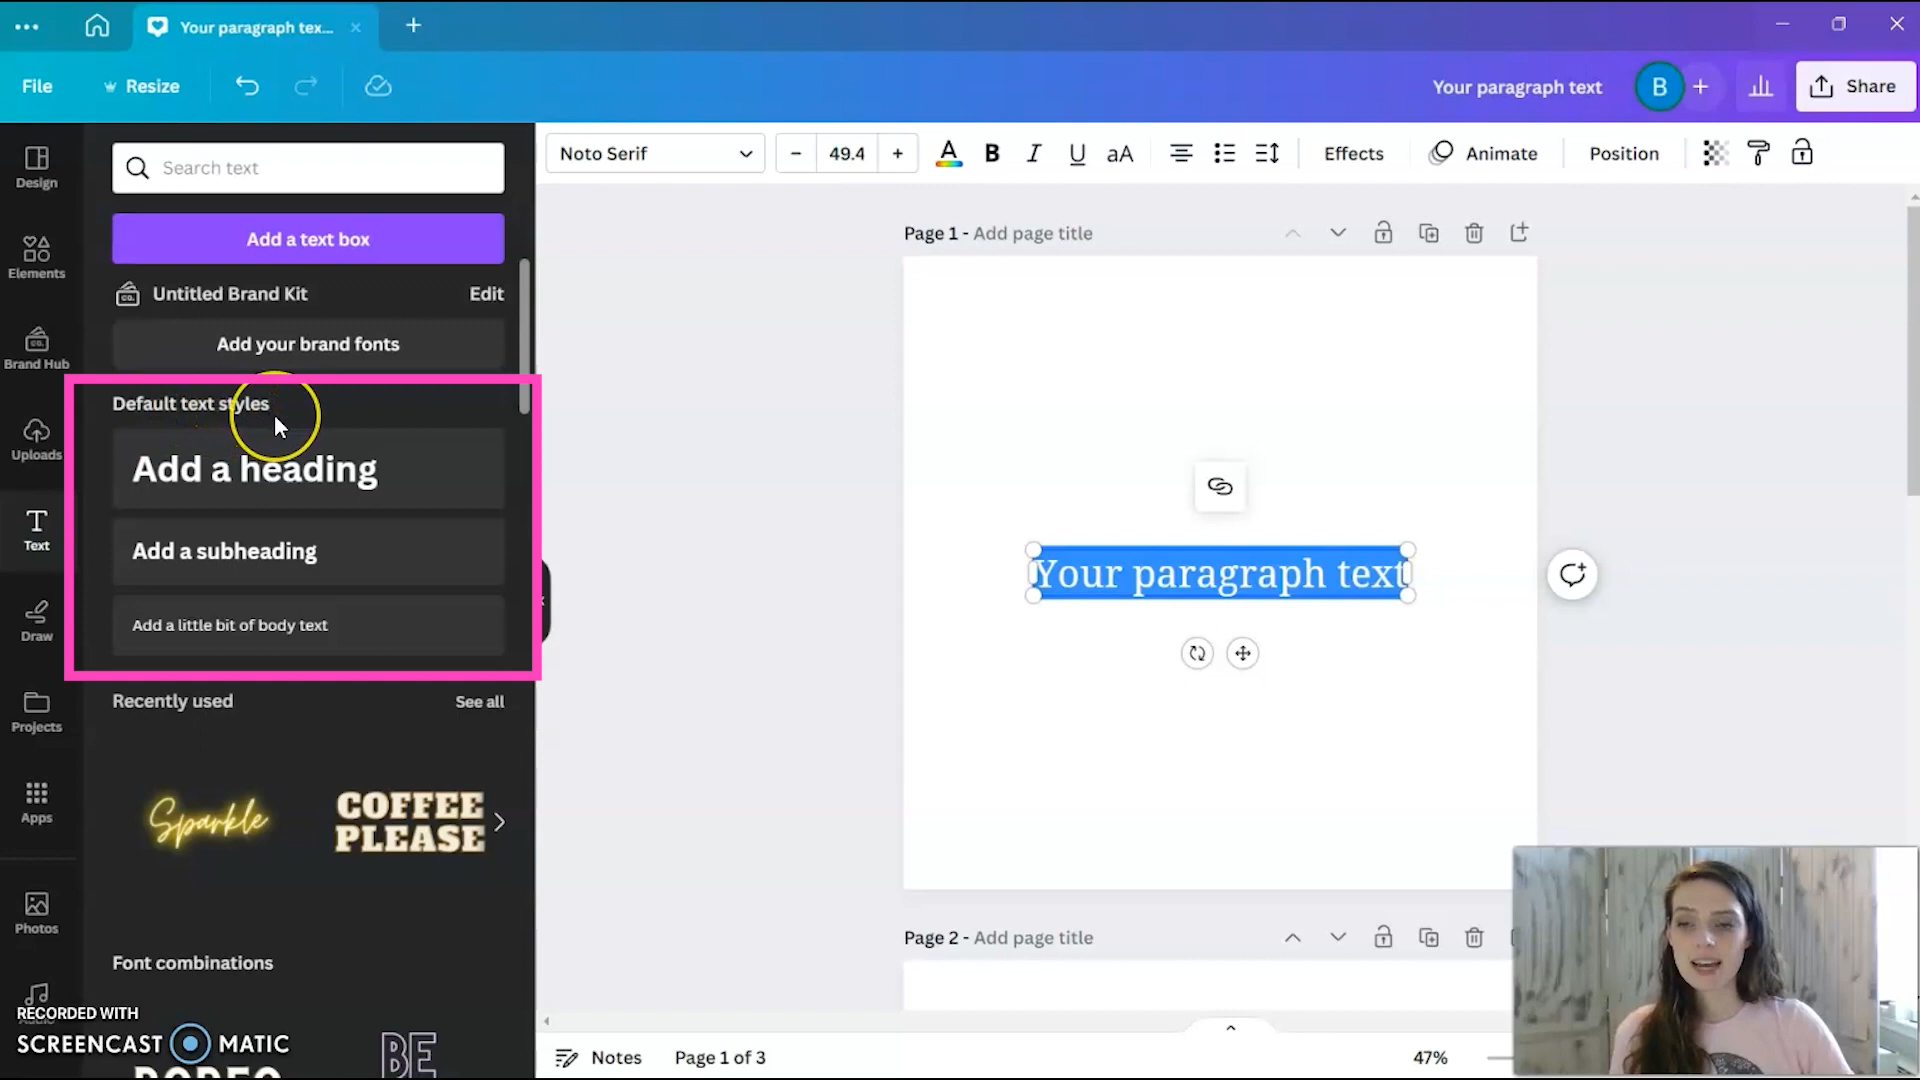 Your paragraph tex...
File
Resize
Your paragraph text
B
Share
Design
Elements
Brand Hub
Uploads
Text
Draw
Projects
Apps
Photos
Search text
Add a text box
Untitled Brand Kit
Edit
Add your brand fonts
Default text styles
Add a heading
Add a subheading
Add a little bit of body text
Recently used
See all
Sparkle
COFFEE
PLEASE
Font combinations
BE
RECORDED WITH
SCREENCAST MATIC
Noto Serif
49.4
A
B
I
U
aA
Effects
Animate
Position
Page 1 - Add page title
Your paragraph text
Page 2 - Add page title
Notes
Page 1 of 3
47%